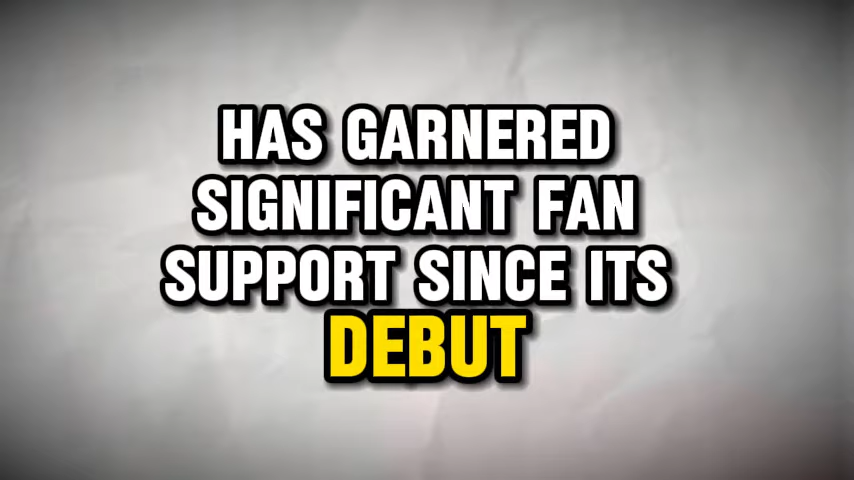 HAS GARNERED
SIGNIFICANT FAN
SUPPORT SINCE ITS
DEBUT